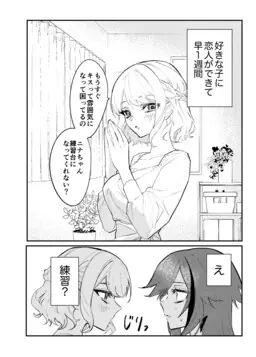 好きな子に
恋人ができて
早1週間
もうすぐ
キスって雰囲気に
なって困ってるの
ニナちゃん
練習台に
なってくれない？
え
練習？
じりっ